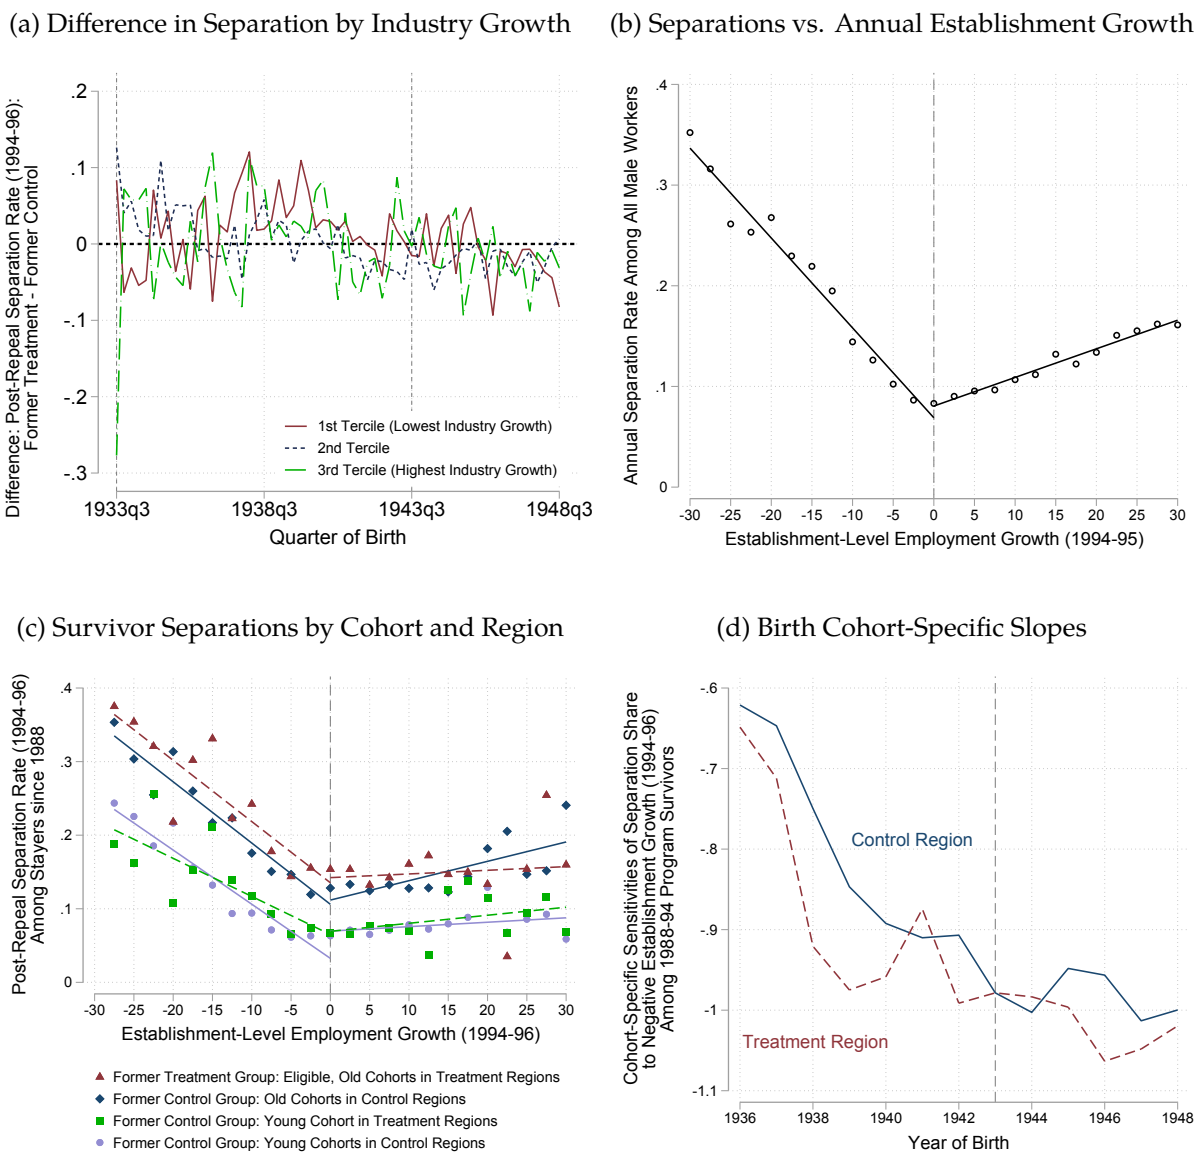 (a) Difference in Separation by Industry Growth
Difference: Post-Repeal Separation Rate (1994-96):
Former Treatment - Former Control
.2
.1
0
-.1
-.2
-.3
1st Tercile (Lowest Industry Growth)
2nd Tercile
3rd Tercile (Highest Industry Growth)
1933q3 1938q3 1943q3 1948q3
Quarter of Birth
(b) Separations vs. Annual Establishment Growth
Annual Separation Rate Among All Male Workers
.4
.3
.2
.1
0
-30 -25 -20 -15 -10 -5 0 5 10 15 20 25 30
Establishment-Level Employment Growth (1994-95)
(c) Survivor Separations by Cohort and Region
Post-Repeal Separation Rate (1994-96)
Among Stayers since 1988
.4
.3
.2
.1
0
-30 -25 -20 -15 -10 -5 0 5 10 15 20 25 30
Establishment-Level Employment Growth (1994-96)
Former Treatment Group: Eligible, Old Cohorts in Treatment Regions
Former Control Group: Old Cohorts in Control Regions
Former Control Group: Young Cohort in Treatment Regions
Former Control Group: Young Cohorts in Control Regions
(d) Birth Cohort-Specific Slopes
Cohort-Specific Sensitivities of Separation Share
to Negative Establishment Growth (1994-96)
Among 1988-94 Program Survivors
-.6
-.7
-.8
-.9
-1
-1.1
Control Region
Treatment Region
1936 1938 1940 1942 1944 1946 1948
Year of Birth